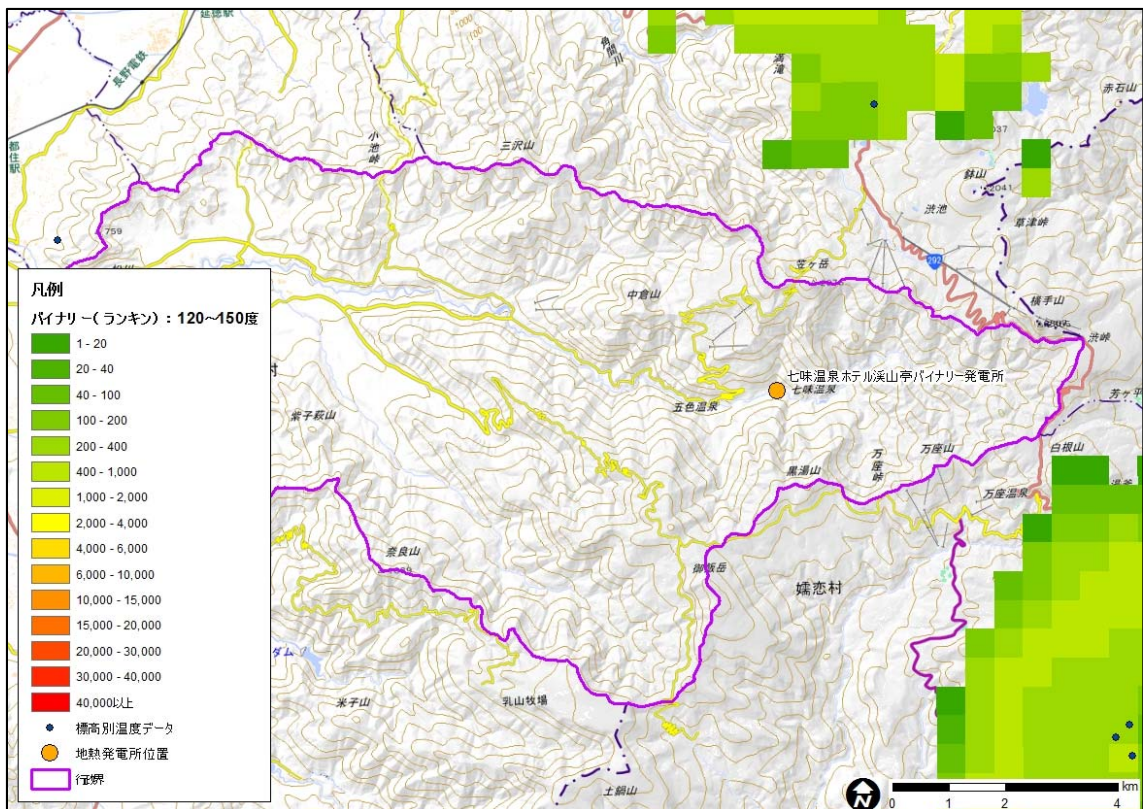 延徳駅
長野電鉄
都住駅
小池峠
三沢山
角間川
満滝
赤石山
鉢山
2041
渋池
草津峠
292
横手山
渋峠
芳ヶ平
759
笠ヶ岳
中倉山
七味温泉ホテル渓山亭バイナリー発電所
七味温泉
五色温泉
紫子萩山
村
万座山
万座峠
黒湯山
白根山
万座温泉
奈良山
御飯岳
嬬恋村
ダム
米子山
乳山牧場
土鍋山
凡例
バイナリー(ランキン)：120～150度
1 - 20
20 - 40
40 - 100
100 - 200
200 - 400
400 - 1,000
1,000 - 2,000
2,000 - 4,000
4,000 - 6,000
6,000 - 10,000
10,000 - 15,000
15,000 - 20,000
20,000 - 30,000
30,000 - 40,000
40,000以上
標高別温度データ
地熱発電所位置
N
km
0 1 2 4